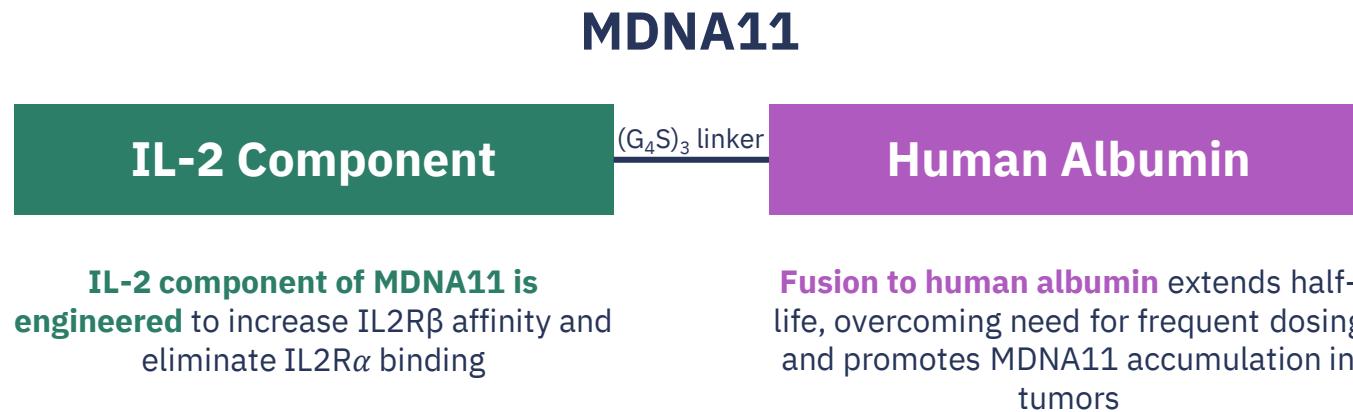 MDNA11
IL-2 Component
(G₄S)₃ linker
Human Albumin
IL-2 component of MDNA11 is
engineered to increase IL2Rβ affinity and
eliminate IL2Rα binding
Fusion to human albumin extends half-
life, overcoming need for frequent dosing
and promotes MDNA11 accumulation in
tumors